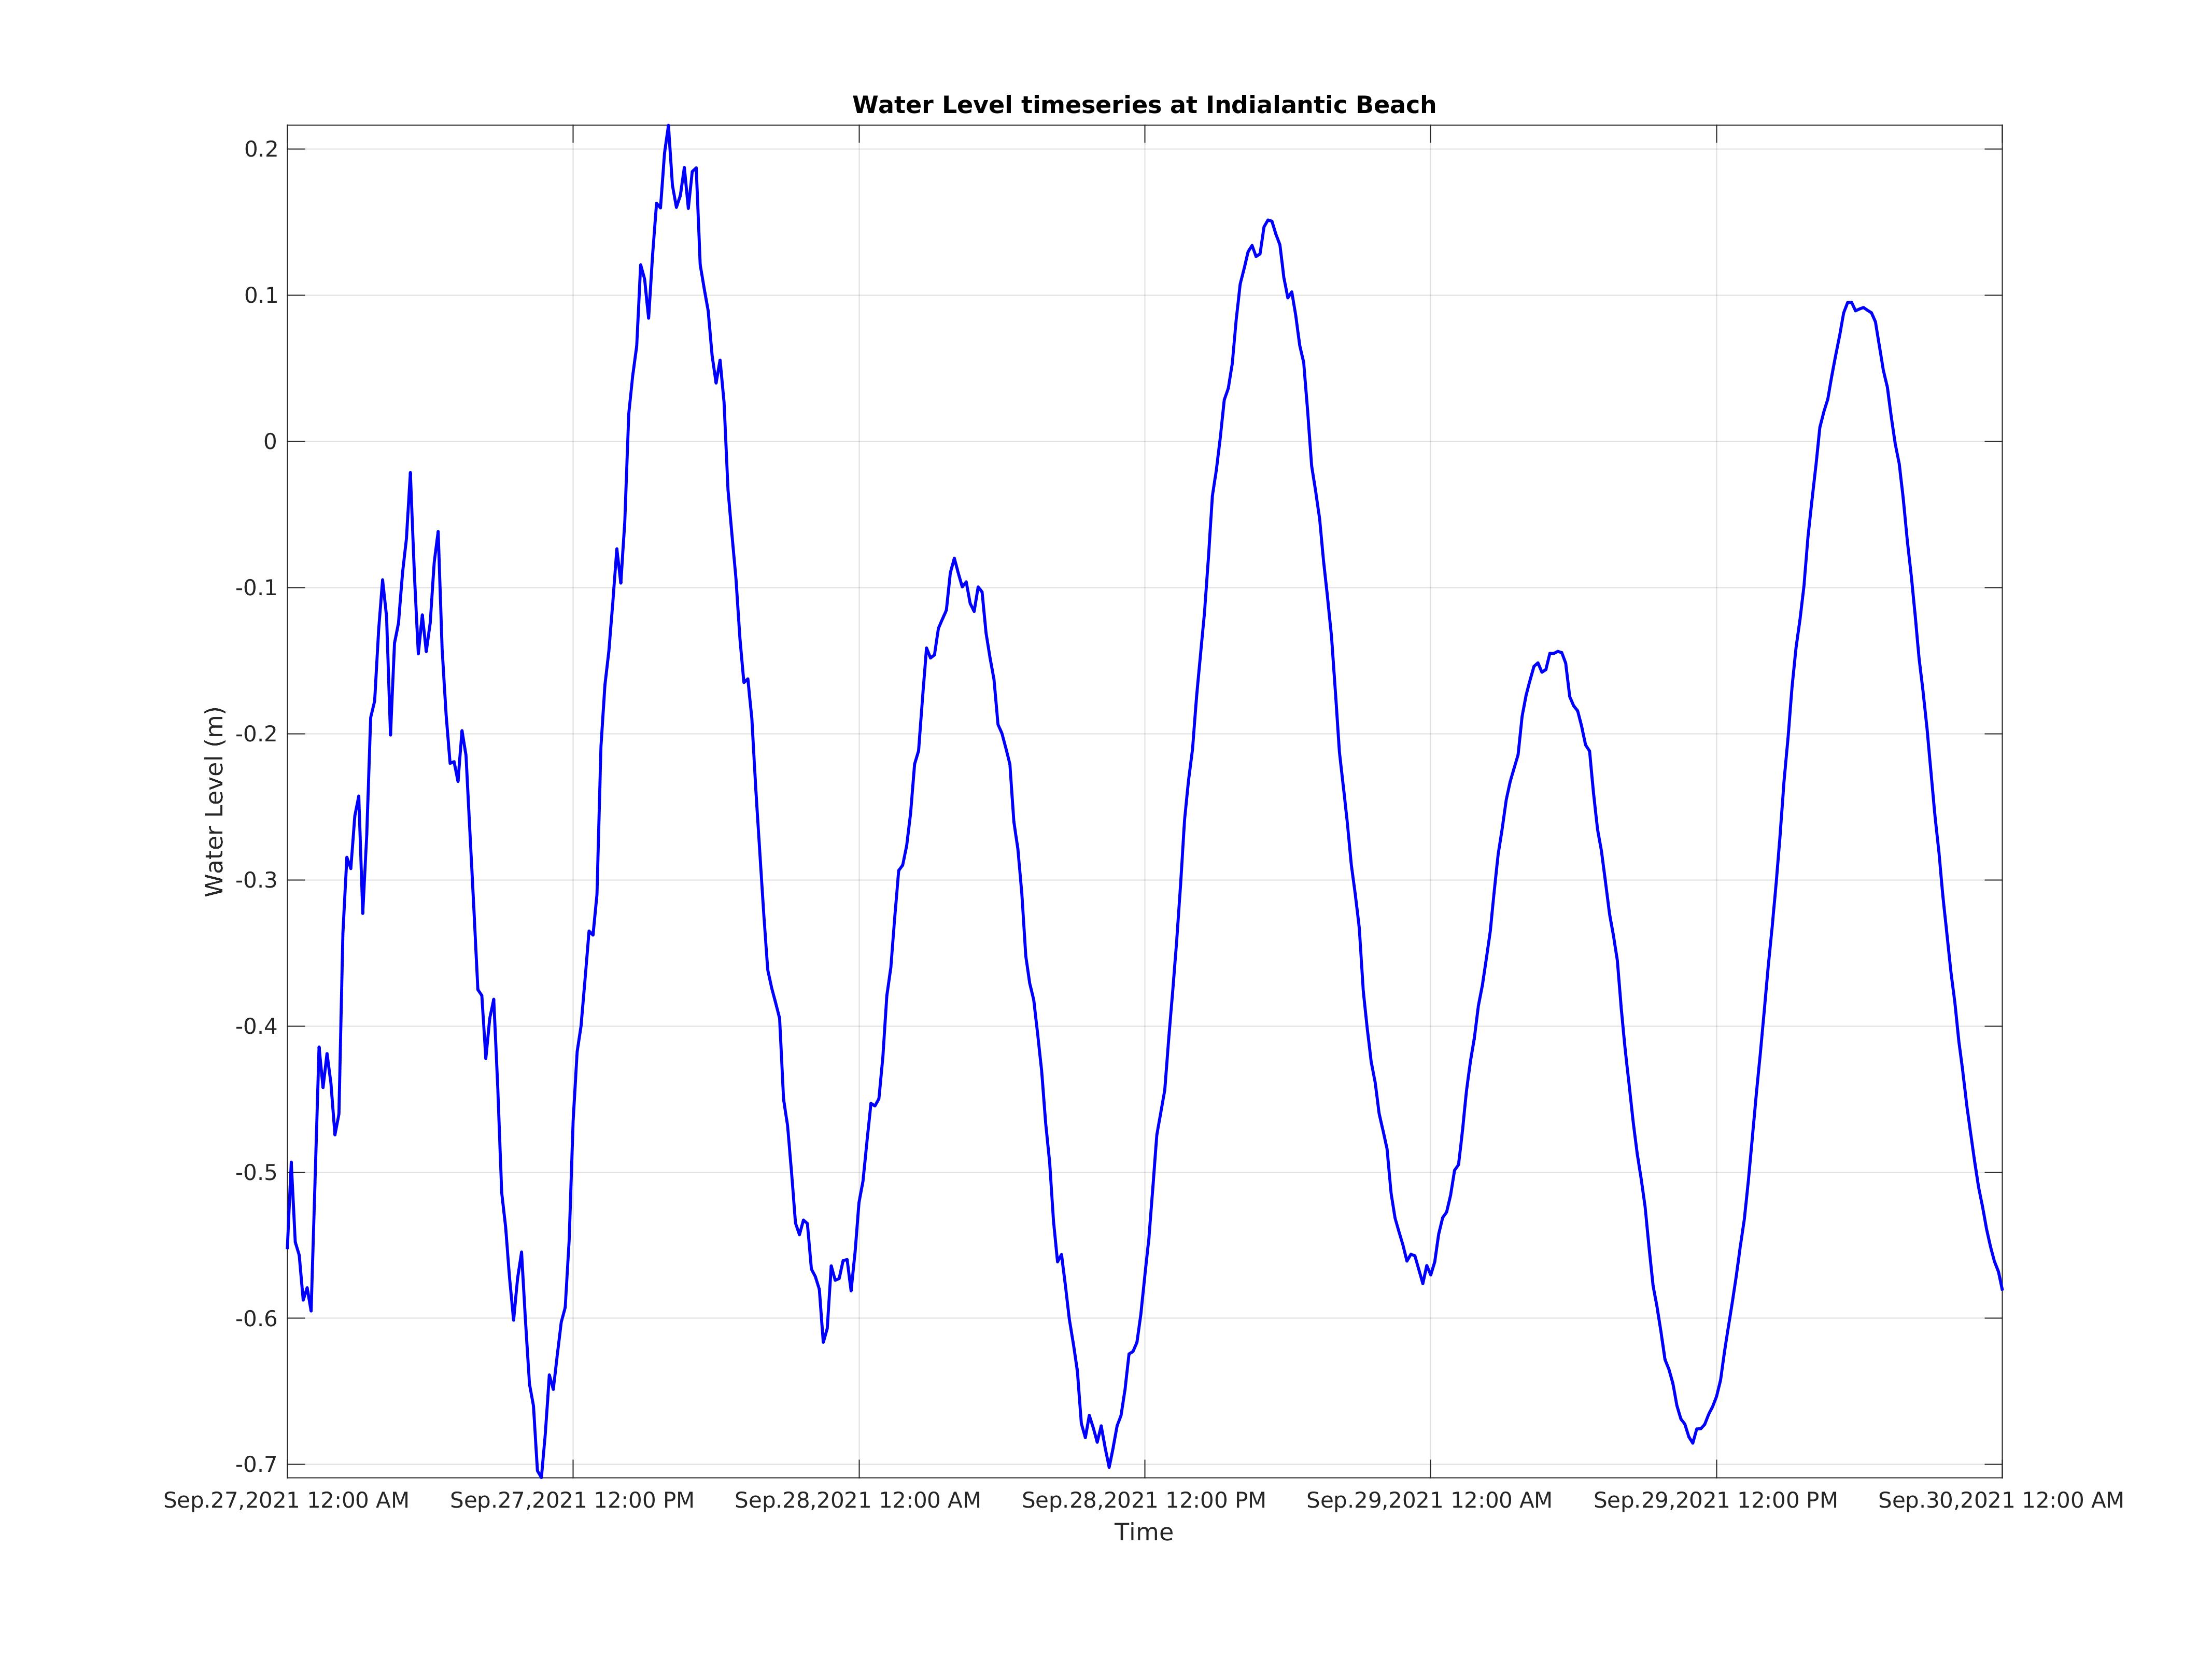 Water Level timeseries at Indialantic Beach
0.2
0.1
0
-0.1
-0.2
-0.3
-0.4
-0.5
-0.6
-0.7
Water Level (m)
Sep.27,2021 12:00 AM
Sep.27,2021 12:00 PM
Sep.28,2021 12:00 AM
Sep.28,2021 12:00 PM
Sep.29,2021 12:00 AM
Sep.29,2021 12:00 PM
Sep.30,2021 12:00 AM
Time